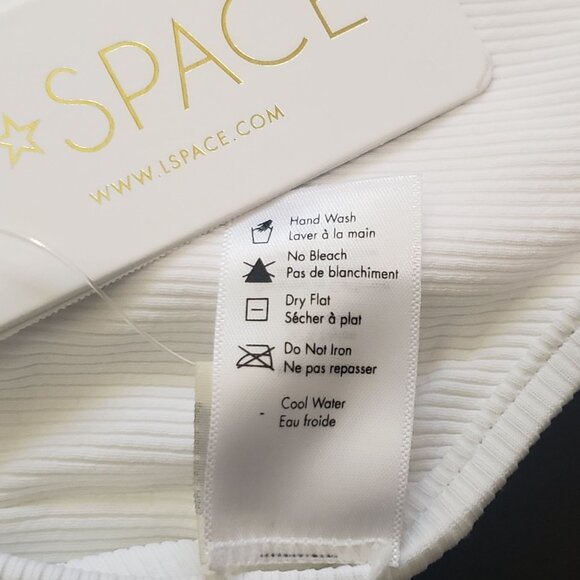 SPACE
WWW.LSPACE.COM
Hand Wash
Laver à la main
No Bleach
Pas de blanchiment
Dry Flat
Sécher à plat
Do Not Iron
Ne pas repasser
Cool Water
Eau froide